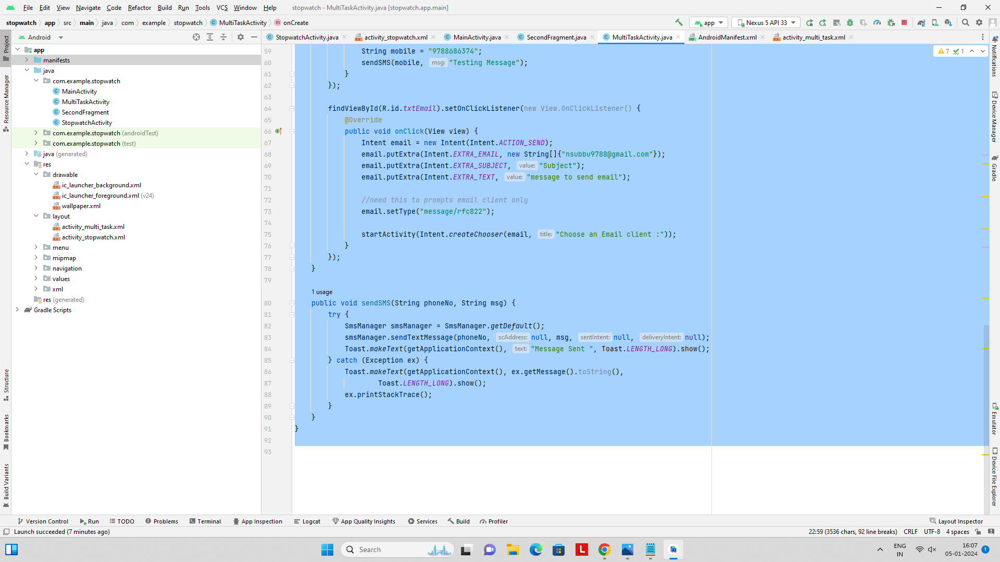 File Edit View Navigate Code Refactor Build Run Tools VCS Window Help stopwatch - MultiTaskActivity.java [stopwatch.app.main]
stopwatch app src main java com example stopwatch C MultiTaskActivity m onCreate app Nexus 5 API 33
Android
StopwatchActivity.java activity_stopwatch.xml MainActivity.java SecondFragment.java MultiTaskActivity.java AndroidManifest.xml activity_multi_task.xml
Project
Resource Manager
Structure
Bookmarks
Build Variants
app
manifests
java
com.example.stopwatch
MainActivity
MultiTaskActivity
SecondFragment
StopwatchActivity
com.example.stopwatch (androidTest)
com.example.stopwatch (test)
java (generated)
res
drawable
ic_launcher_background.xml
ic_launcher_foreground.xml (v24)
wallpaper.xml
layout
activity_multi_task.xml
activity_stopwatch.xml
menu
mipmap
navigation
values
xml
res (generated)
Gradle Scripts
7 1
59 String mobile = "9788686374";
60 sendSMS(mobile, msg: "Testing Message");
61 }
62 });
63
64 findViewById(R.id.txtEmail).setOnClickListener(new View.OnClickListener() {
65 @Override
66 public void onClick(View view) {
67 Intent email = new Intent(Intent.ACTION_SEND);
68 email.putExtra(Intent.EXTRA_EMAIL, new String[]{"nsubbu9788@gmail.com"});
69 email.putExtra(Intent.EXTRA_SUBJECT, value: "Subject");
70 email.putExtra(Intent.EXTRA_TEXT, value: "message to send email");
71
72 //need this to prompts email client only
73 email.setType("message/rfc822");
74
75 startActivity(Intent.createChooser(email, title: "Choose an Email client :"));
76 }
77 });
78 }
79
1 usage
80 public void sendSMS(String phoneNo, String msg) {
81 try {
82 SmsManager smsManager = SmsManager.getDefault();
83 smsManager.sendTextMessage(phoneNo, scAddress: null, msg, sentIntent: null, deliveryIntent: null);
84 Toast.makeText(getApplicationContext(), text: "Message Sent ", Toast.LENGTH_LONG).show();
85 } catch (Exception ex) {
86 Toast.makeText(getApplicationContext(), ex.getMessage().toString(),
87 Toast.LENGTH_LONG).show();
88 ex.printStackTrace();
89 }
90 }
91 }
92
93
Notifications
Device Manager
Gradle
Emulator
Device File Explorer
Version Control Run TODO Problems Terminal App Inspection Logcat App Quality Insights Services Build Profiler Layout Inspector
Launch succeeded (7 minutes ago) 22:59 (3536 chars, 92 line breaks) CRLF UTF-8 4 spaces
Search
L
ENG
IN
16:07
05-01-2024
1